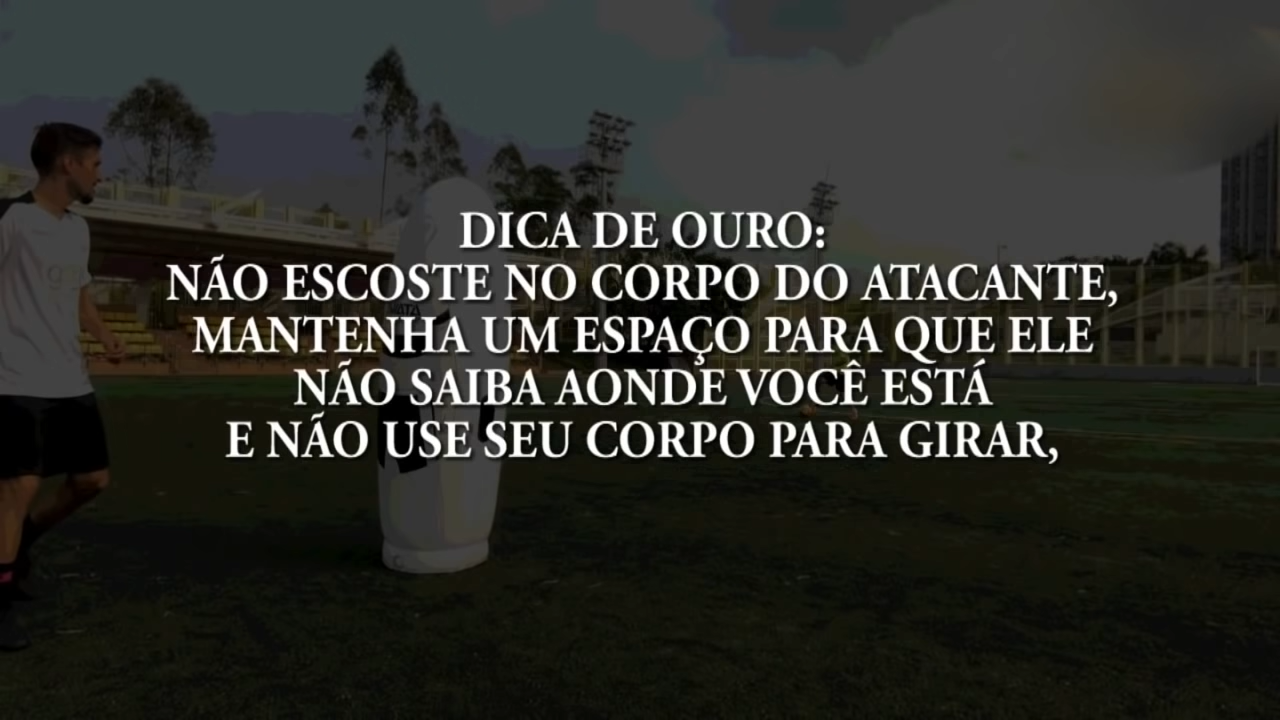 DICA DE OURO:
NÃO ESCOSTE NO CORPO DO ATACANTE,
MANTENHA UM ESPAÇO PARA QUE ELE
NÃO SAIBA AONDE VOCÊ ESTÁ
E NÃO USE SEU CORPO PARA GIRAR,